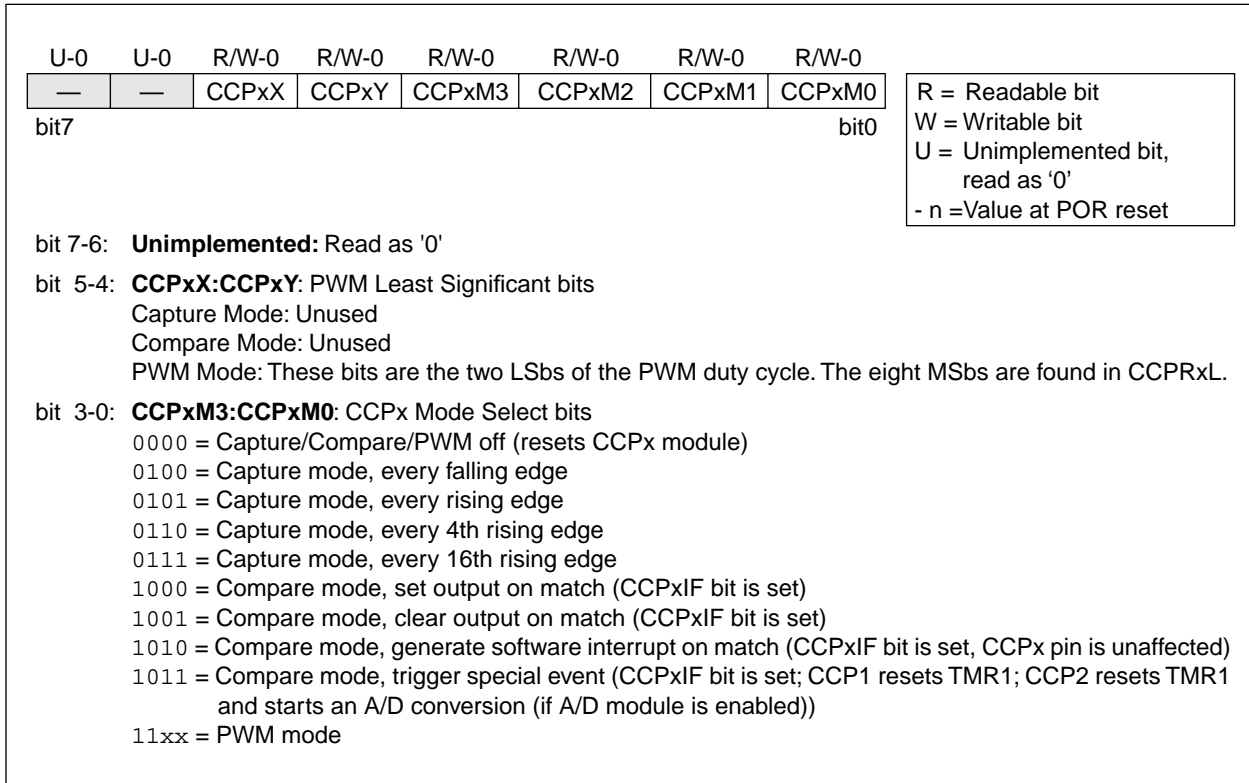 U-0 U-0 R/W-0 R/W-0 R/W-0 R/W-0 R/W-0 R/W-0
— — CCPxX CCPxY CCPxM3 CCPxM2 CCPxM1 CCPxM0
bit7 bit0
R = Readable bit
W = Writable bit
U = Unimplemented bit,
read as ‘0’
- n =Value at POR reset
bit 7-6: Unimplemented: Read as '0'
bit 5-4: CCPxX:CCPxY: PWM Least Significant bits
Capture Mode: Unused
Compare Mode: Unused
PWM Mode: These bits are the two LSbs of the PWM duty cycle. The eight MSbs are found in CCPRxL.
bit 3-0: CCPxM3:CCPxM0: CCPx Mode Select bits
0000 = Capture/Compare/PWM off (resets CCPx module)
0100 = Capture mode, every falling edge
0101 = Capture mode, every rising edge
0110 = Capture mode, every 4th rising edge
0111 = Capture mode, every 16th rising edge
1000 = Compare mode, set output on match (CCPxIF bit is set)
1001 = Compare mode, clear output on match (CCPxIF bit is set)
1010 = Compare mode, generate software interrupt on match (CCPxIF bit is set, CCPx pin is unaffected)
1011 = Compare mode, trigger special event (CCPxIF bit is set; CCP1 resets TMR1; CCP2 resets TMR1
and starts an A/D conversion (if A/D module is enabled))
11xx = PWM mode